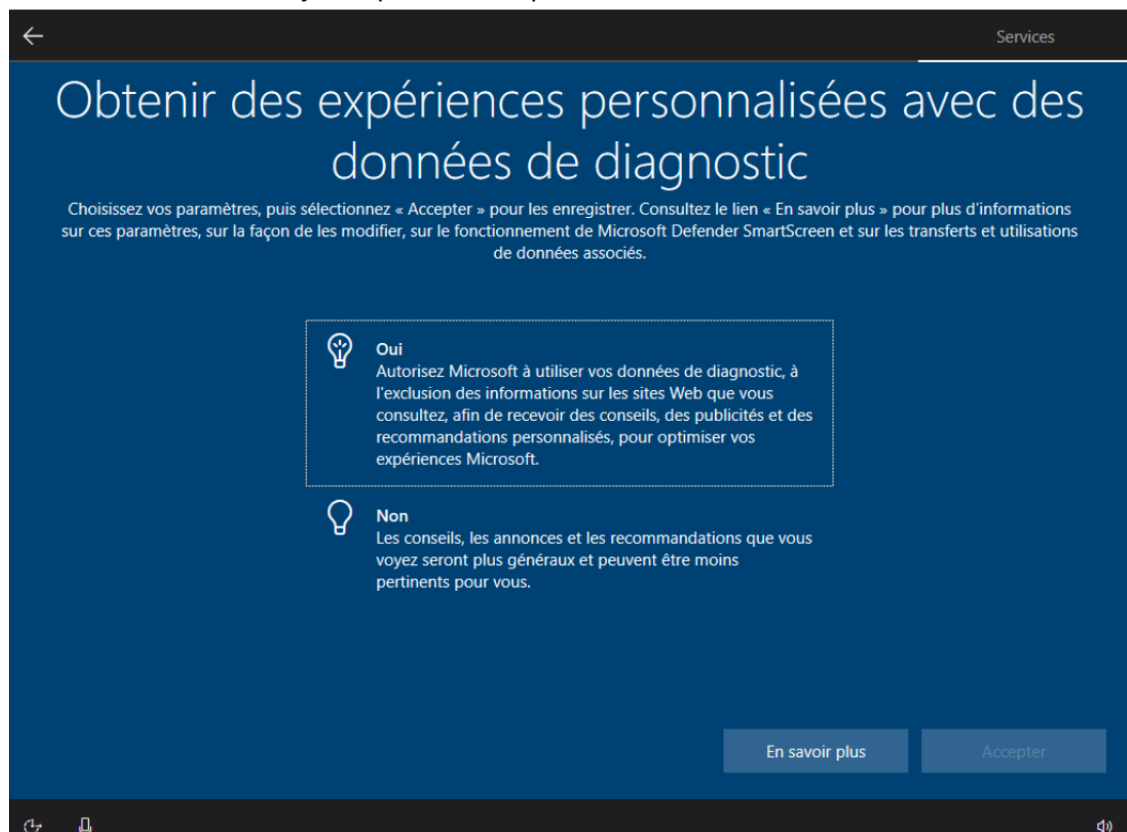 Services
Obtenir des expériences personnalisées avec des
données de diagnostic
Choisissez vos paramètres, puis sélectionnez « Accepter » pour les enregistrer. Consultez le lien « En savoir plus » pour plus d'informations
sur ces paramètres, sur la façon de les modifier, sur le fonctionnement de Microsoft Defender SmartScreen et sur les transferts et utilisations
de données associés.
Oui
Autorisez Microsoft à utiliser vos données de diagnostic, à
l'exclusion des informations sur les sites Web que vous
consultez, afin de recevoir des conseils, des publicités et des
recommandations personnalisés, pour optimiser vos
expériences Microsoft.
Non
Les conseils, les annonces et les recommandations que vous
voyez seront plus généraux et peuvent être moins
pertinents pour vous.
En savoir plus
Accepter